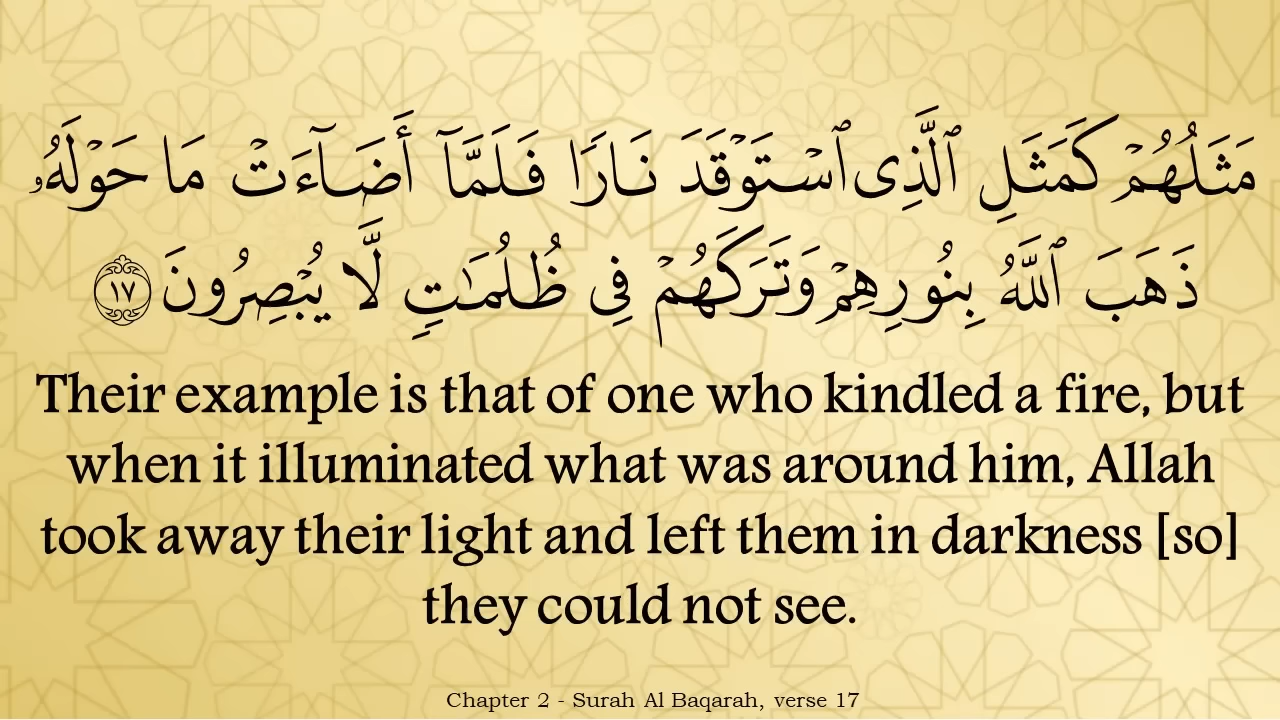 مَثَلُهُمْ كَمَثَلِ ٱلَّذِى ٱسْتَوْقَدَ نَارًا فَلَمَّآ أَضَآءَتْ مَا حَوْلَهُۥ
ذَهَبَ ٱللَّهُ بِنُورِهِمْ وَتَرَكَهُمْ فِى ظُلُمَـٰتٍ لَّا يُبْصِرُونَ ١٧
Their example is that of one who kindled a fire, but
when it illuminated what was around him, Allah
took away their light and left them in darkness [so]
they could not see.
Chapter 2 - Surah Al Baqarah, verse 17